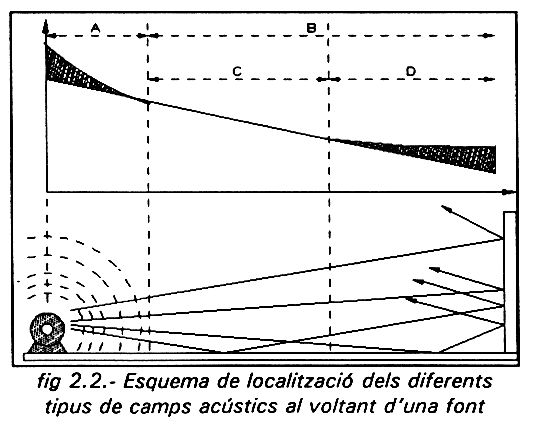 A
B
C
D
fig 2.2.- Esquema de localització dels diferents
tipus de camps acústics al voltant d'una font